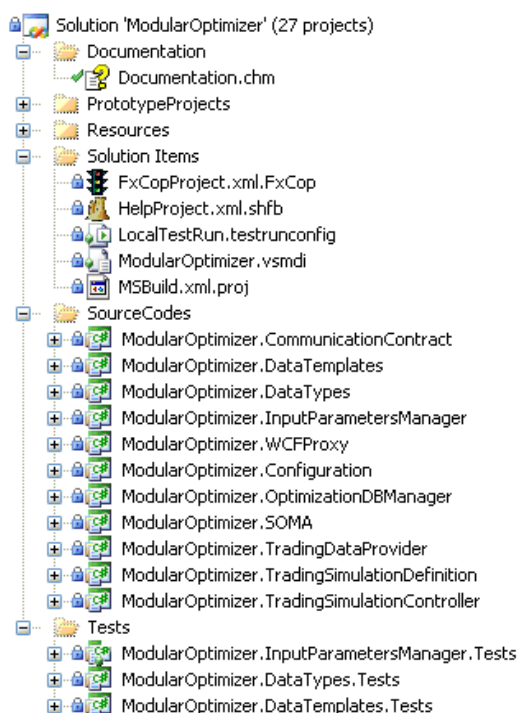 Solution 'ModularOptimizer' (27 projects)
Documentation
Documentation.chm
PrototypeProjects
Resources
Solution Items
FxCopProject.xml.FxCop
HelpProject.xml.shfb
LocalTestRun.testrunconfig
ModularOptimizer.vsmdi
MSBuild.xml.proj
SourceCodes
ModularOptimizer.CommunicationContract
ModularOptimizer.DataTemplates
ModularOptimizer.DataTypes
ModularOptimizer.InputParametersManager
ModularOptimizer.WCFProxy
ModularOptimizer.Configuration
ModularOptimizer.OptimizationDBManager
ModularOptimizer.SOMA
ModularOptimizer.TradingDataProvider
ModularOptimizer.TradingSimulationDefinition
ModularOptimizer.TradingSimulationController
Tests
ModularOptimizer.InputParametersManager.Tests
ModularOptimizer.DataTypes.Tests
ModularOptimizer.DataTemplates.Tests